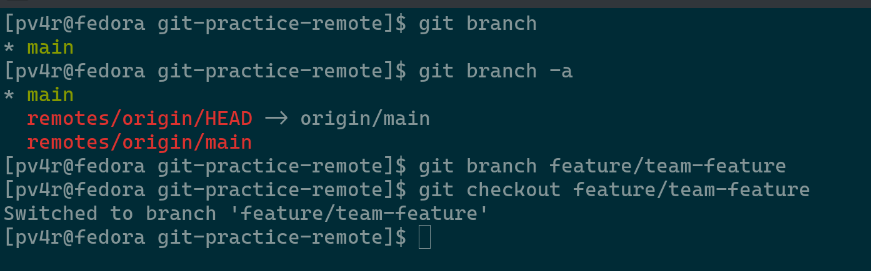 [pv4r@fedora git-practice-remote]$ git branch
* main
[pv4r@fedora git-practice-remote]$ git branch -a
* main
  remotes/origin/HEAD -> origin/main
  remotes/origin/main
[pv4r@fedora git-practice-remote]$ git branch feature/team-feature
[pv4r@fedora git-practice-remote]$ git checkout feature/team-feature
Switched to branch 'feature/team-feature'
[pv4r@fedora git-practice-remote]$